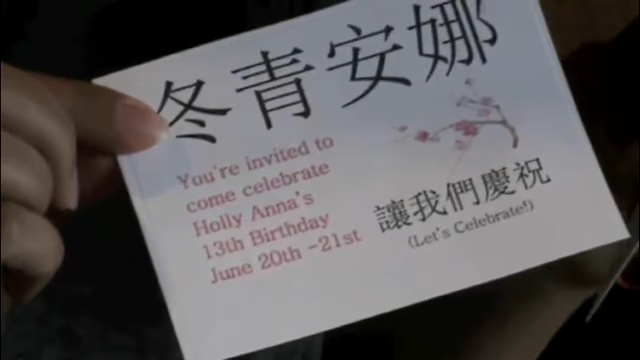 冬青安娜
You're invited to
come celebrate
Holly Anna's
13th Birthday
June 20th -21st
讓我們慶祝
(Let's Celebrate!)